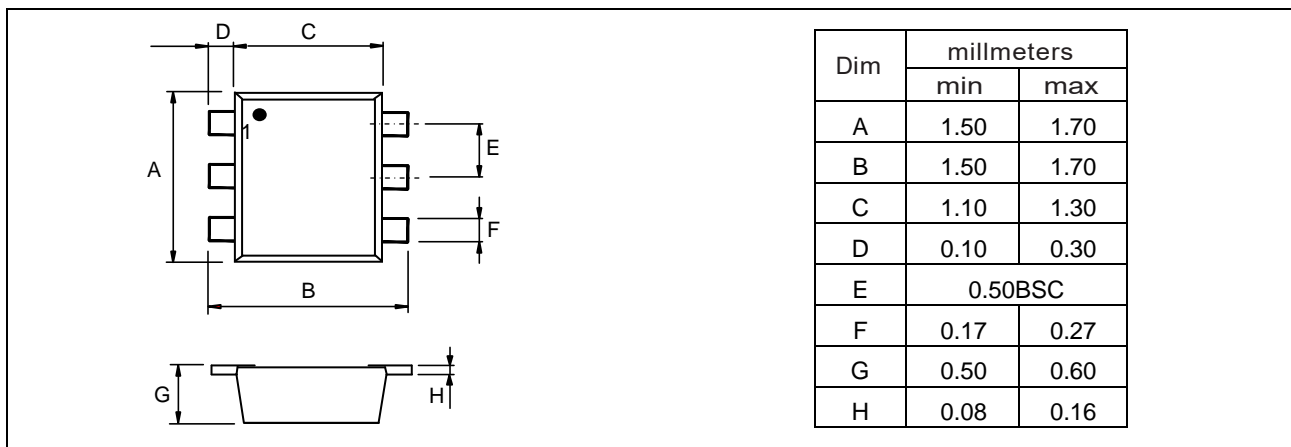 D C
1
A
E
F
B
G
H
Dim millmeters
min max
A 1.50 1.70
B 1.50 1.70
C 1.10 1.30
D 0.10 0.30
E 0.50BSC
F 0.17 0.27
G 0.50 0.60
H 0.08 0.16